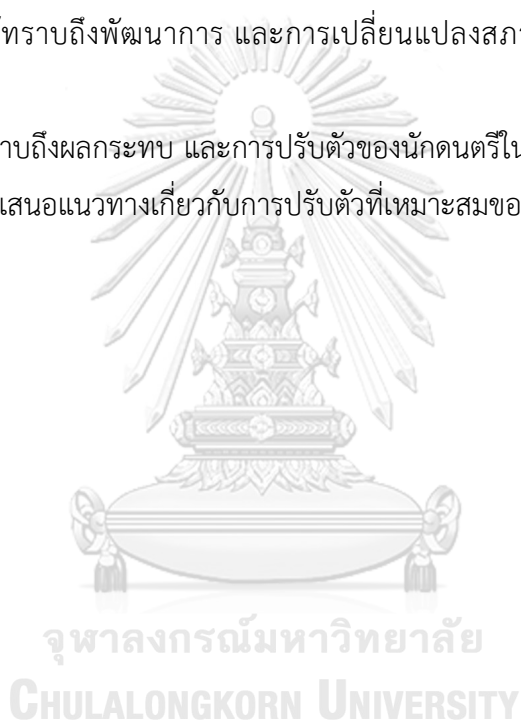 ทราบถึงพัฒนาการ และการเปลี่ยนแปลงสภา
าบถึงผลกระทบ และการปรับตัวของนักดนตรีใน
เสนอแนวทางเกี่ยวกับการปรับตัวที่เหมาะสมขอ
จุฬาลงกรณ์มหาวิทยาลัย
CHULALONGKORN UNIVERSITY